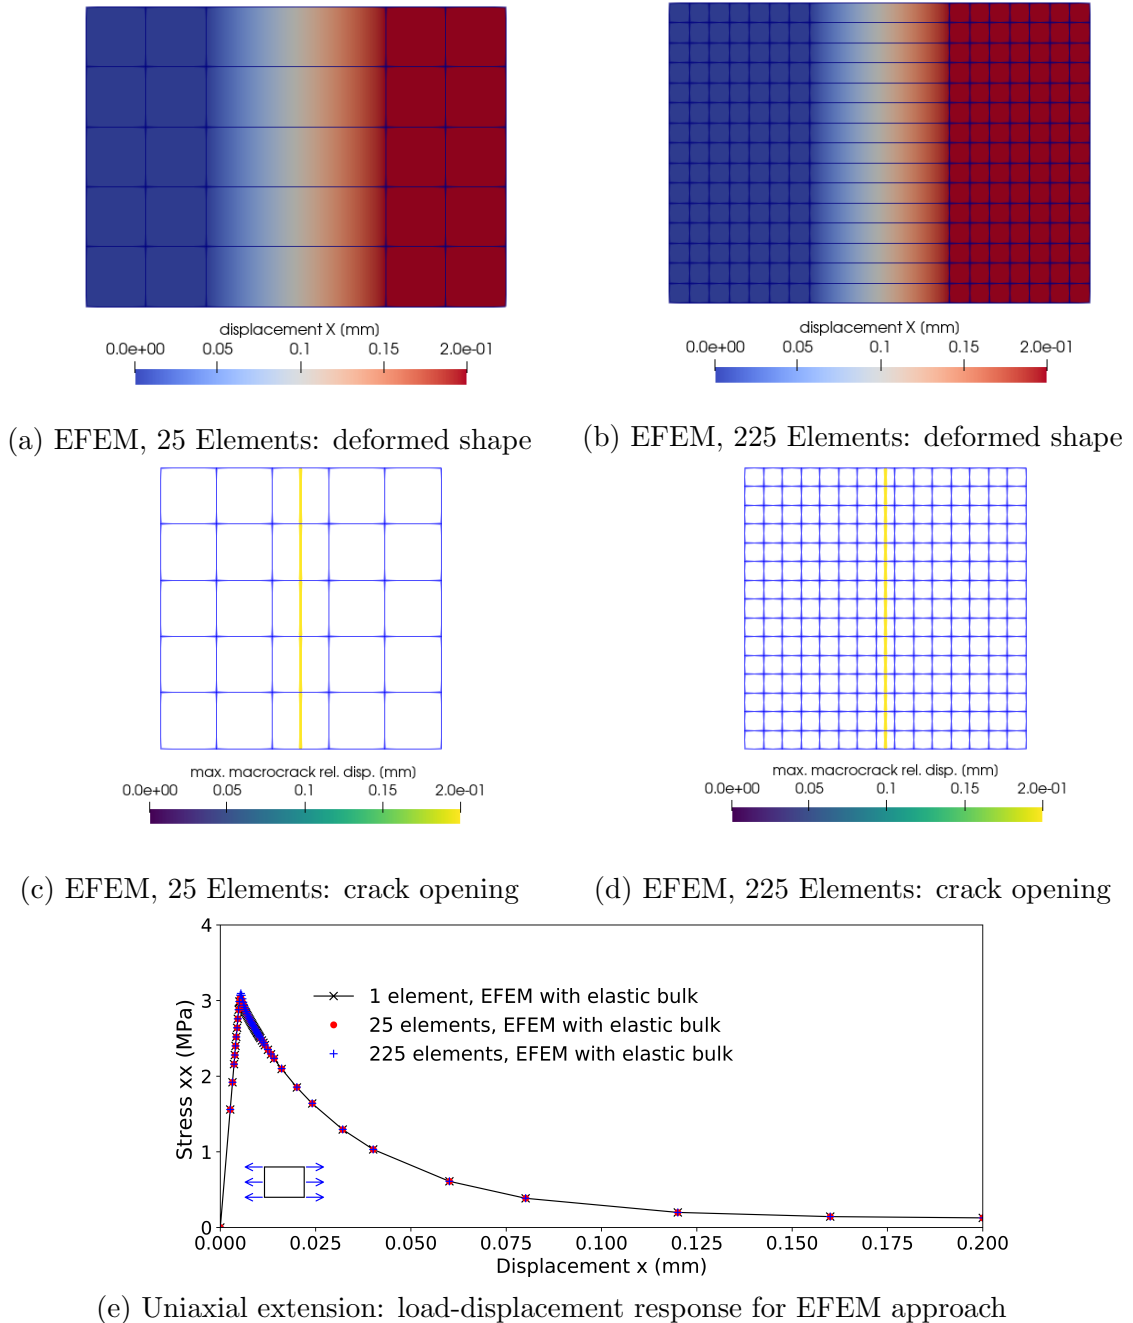 displacement X (mm)
0.0e+00 0.05 0.1 0.15 2.0e-01
displacement X (mm)
0.0e+00 0.05 0.1 0.15 2.0e-01
(a) EFEM, 25 Elements: deformed shape
(b) EFEM, 225 Elements: deformed shape
max. macrocrack rel. disp. (mm)
0.0e+00 0.05 0.1 0.15 2.0e-01
max. macrocrack rel. disp. (mm)
0.0e+00 0.05 0.1 0.15 2.0e-01
(c) EFEM, 25 Elements: crack opening
(d) EFEM, 225 Elements: crack opening
4
3
2
1
0
Stress xx (MPa)
1 element, EFEM with elastic bulk
25 elements, EFEM with elastic bulk
225 elements, EFEM with elastic bulk
0.000 0.025 0.050 0.075 0.100 0.125 0.150 0.175 0.200
Displacement x (mm)
(e) Uniaxial extension: load-displacement response for EFEM approach